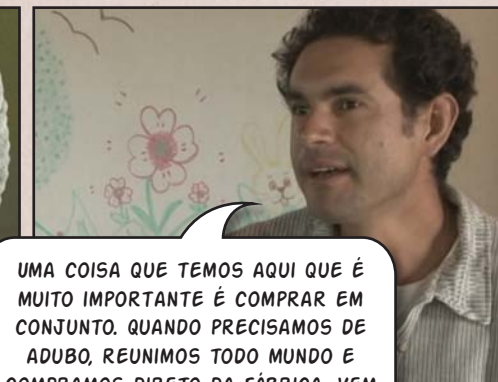 UMA COISA QUE TEMOS AQUI QUE É
MUITO IMPORTANTE É COMPRAR EM
CONJUNTO. QUANDO PRECISAMOS DE
ADUBO, REUNIMOS TODO MUNDO E
COMPRAMOS DIRETO DA FÁBRICA. VEM